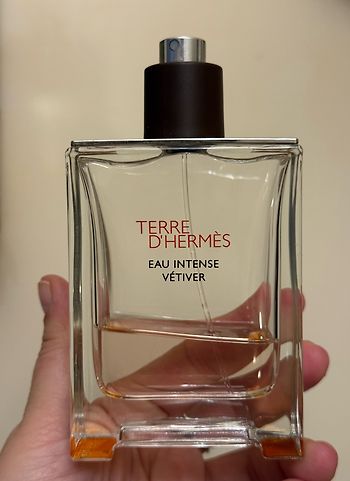 TERRE
D'HERMÈS
EAU INTENSE
VÉTIVER